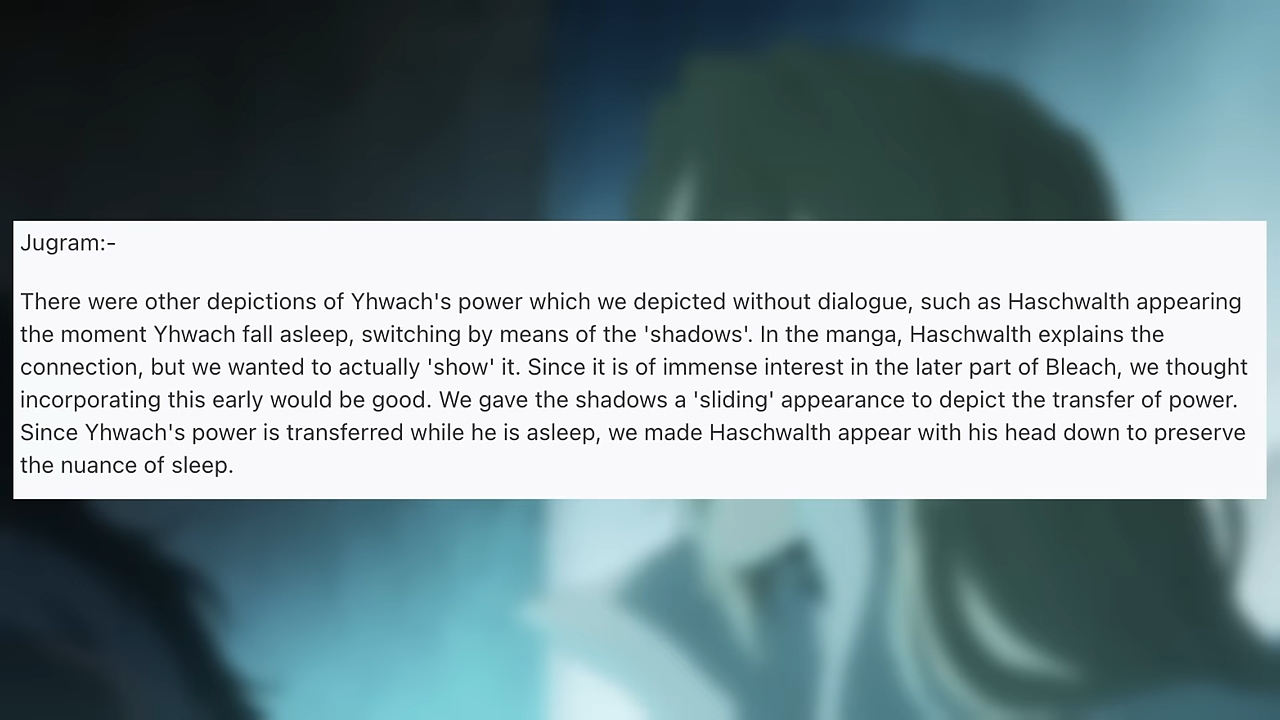 Jugram:-
There were other depictions of Yhwach's power which we depicted without dialogue, such as Haschwalth appearing
the moment Yhwach fall asleep, switching by means of the 'shadows'. In the manga, Haschwalth explains the
connection, but we wanted to actually 'show' it. Since it is of immense interest in the later part of Bleach, we thought
incorporating this early would be good. We gave the shadows a 'sliding' appearance to depict the transfer of power.
Since Yhwach's power is transferred while he is asleep, we made Haschwalth appear with his head down to preserve
the nuance of sleep.